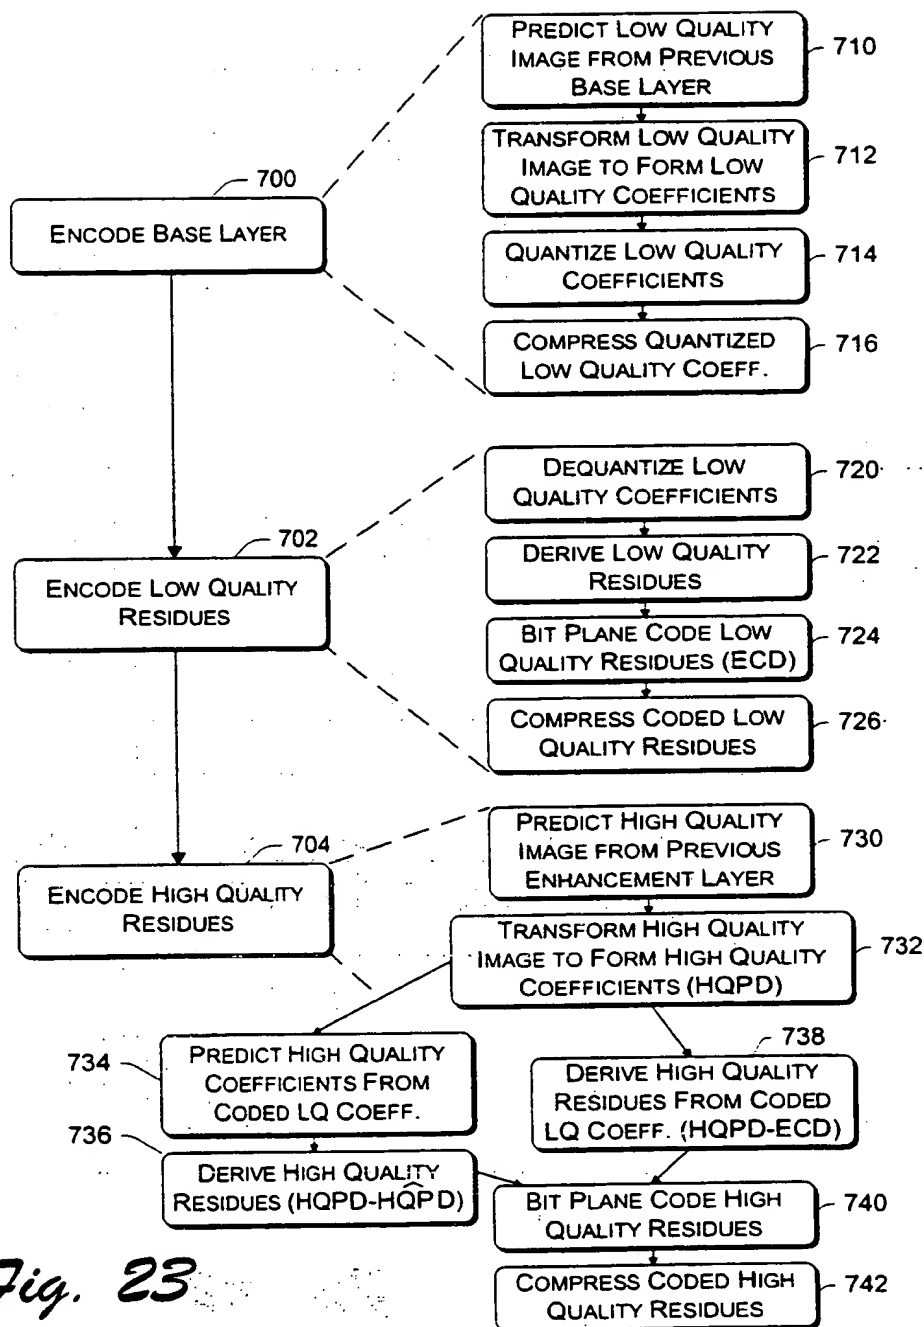 PREDICT LOW QUALITY
IMAGE FROM PREVIOUS
BASE LAYER
710
TRANSFORM LOW QUALITY
IMAGE TO FORM LOW
QUALITY COEFFICIENTS
712
700
ENCODE BASE LAYER
QUANTIZE LOW QUALITY
COEFFICIENTS
714
COMPRESS QUANTIZED
LOW QUALITY COEFF.
716
DEQUANTIZE LOW
QUALITY COEFFICIENTS
720
702
ENCODE LOW QUALITY
RESIDUES
DERIVE LOW QUALITY
RESIDUES
722
BIT PLANE CODE LOW
QUALITY RESIDUES (ECD)
724
COMPRESS CODED LOW
QUALITY RESIDUES
726
704
ENCODE HIGH QUALITY
RESIDUES
PREDICT HIGH QUALITY
IMAGE FROM PREVIOUS
ENHANCEMENT LAYER
730
TRANSFORM HIGH QUALITY
IMAGE TO FORM HIGH QUALITY
COEFFICIENTS (HQPD)
732
734
PREDICT HIGH QUALITY
COEFFICIENTS FROM
CODED LQ COEFF.
738
DERIVE HIGH QUALITY
RESIDUES FROM CODED
LQ COEFF. (HQPD-ECD)
736
DERIVE HIGH QUALITY
RESIDUES (HQPD-HQ̂PD)
BIT PLANE CODE HIGH
QUALITY RESIDUES
740
COMPRESS CODED HIGH
QUALITY RESIDUES
742
Fig. 23